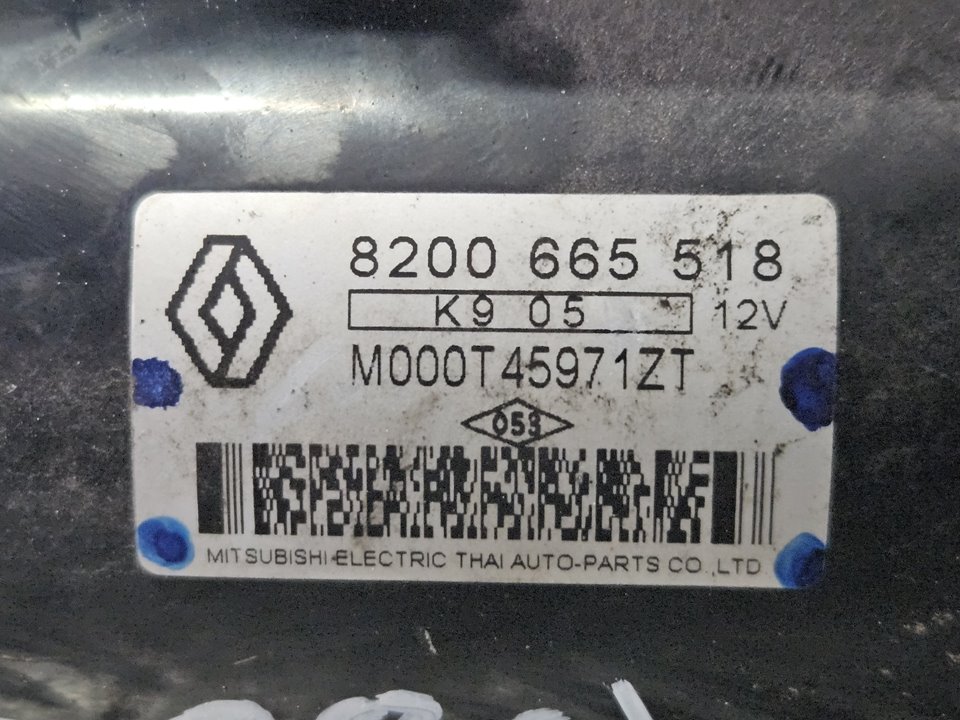 8200 665 518
K9 05 12V
M000T45971ZT
053
MITSUBISHI ELECTRIC THAI AUTO-PARTS CO.,LTD